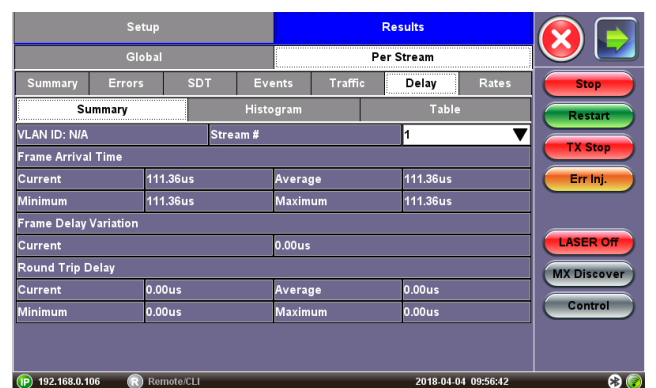 Setup Results
Global Per Stream
Summary Errors SDT Events Traffic Delay Rates
Summary Histogram Table
VLAN ID: N/A Stream # 1
Frame Arrival Time
Current 111.36us Average 111.36us
Minimum 111.36us Maximum 111.36us
Frame Delay Variation
Current 0.00us
Round Trip Delay
Current 0.00us Average 0.00us
Minimum 0.00us Maximum 0.00us
Stop
Restart
TX Stop
Err Inj.
LASER Off
MX Discover
Control
IP 192.168.0.106 R Remote/CLI 2018-04-04 09:56:42